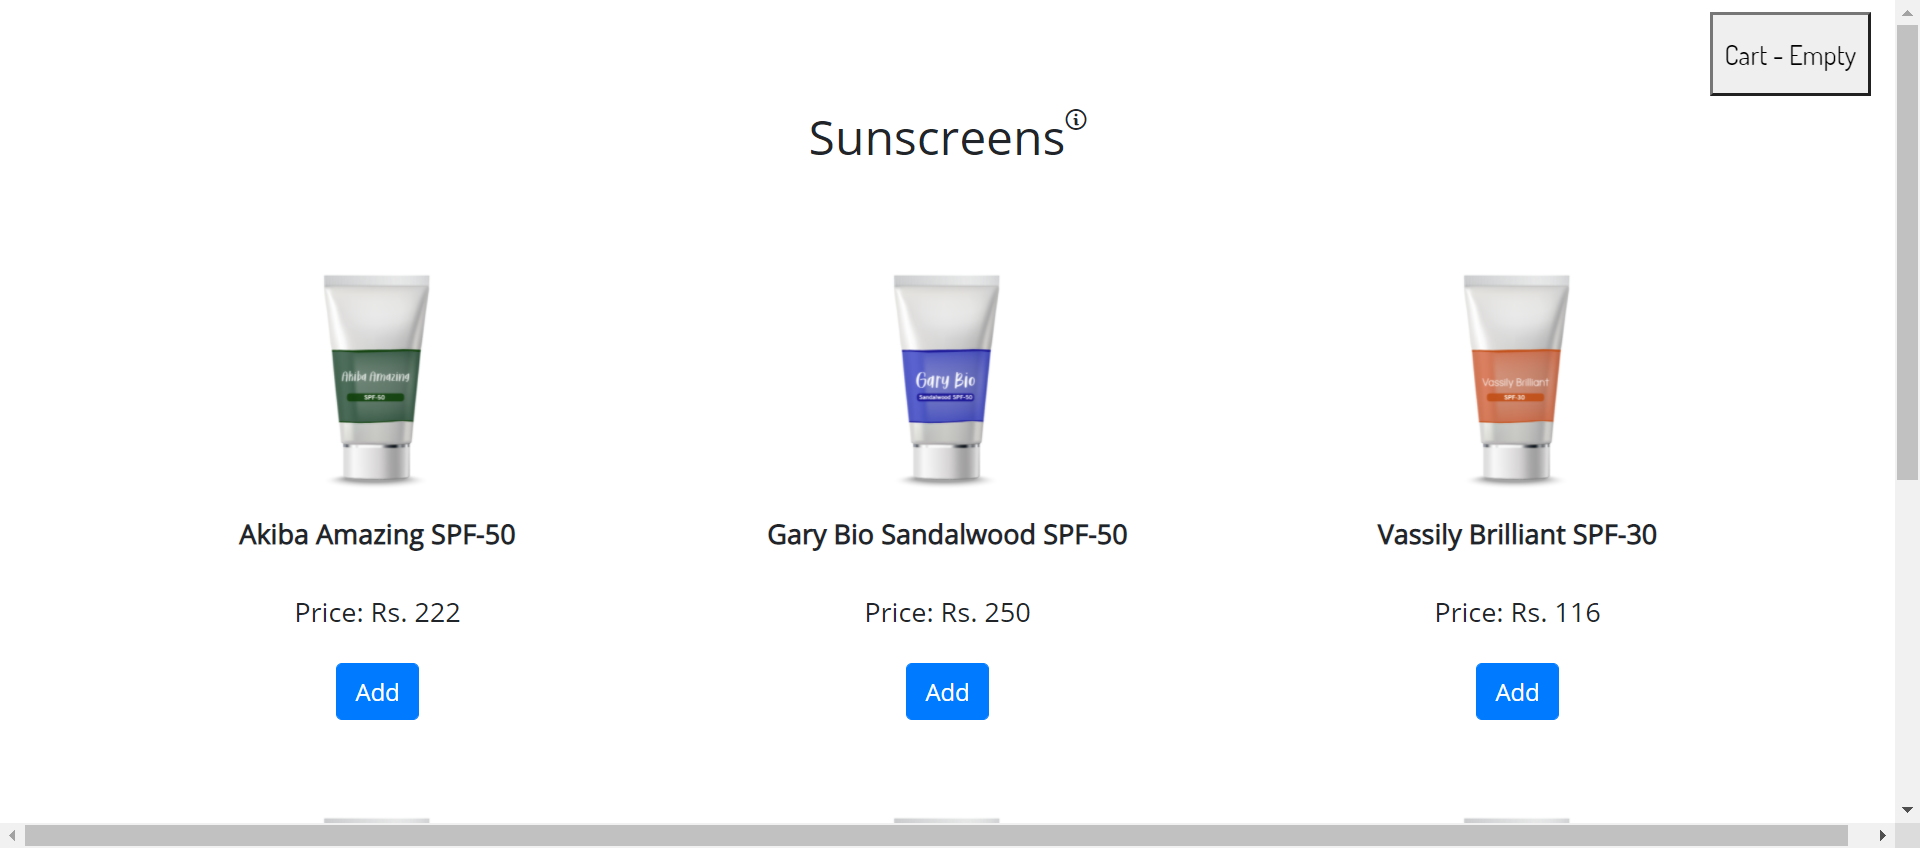 Cart - Empty
Sunscreens
Akiba Amazing
SPF-50
Gary Bio
Sandalwood SPF-50
Vassily Brilliant
SPF-30
Akiba Amazing SPF-50
Gary Bio Sandalwood SPF-50
Vassily Brilliant SPF-30
Price: Rs. 222
Price: Rs. 250
Price: Rs. 116
Add
Add
Add